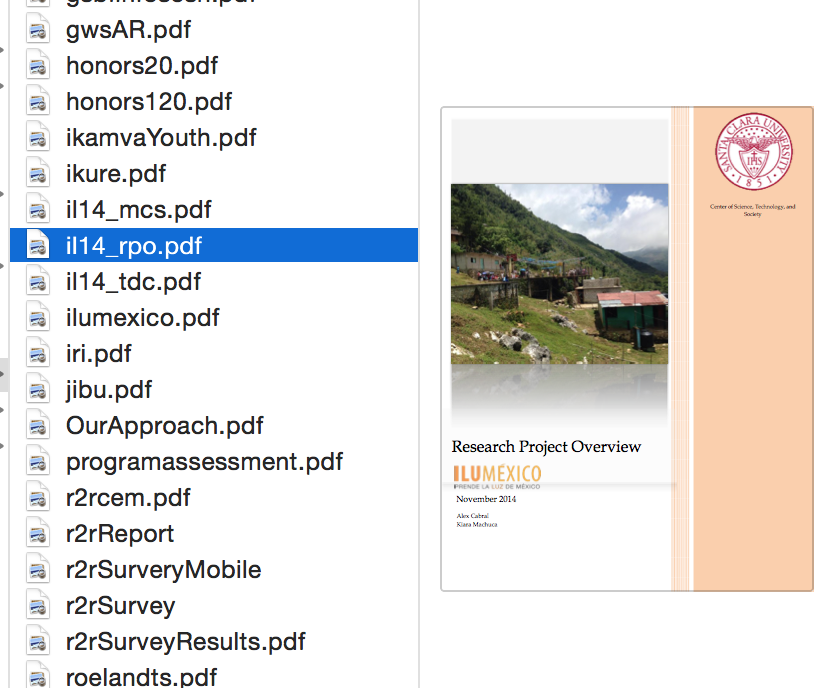 gwsAR.pdf
honors20.pdf
honors120.pdf
ikamvaYouth.pdf
ikure.pdf
il14_mcs.pdf
il14_rpo.pdf
il14_tdc.pdf
ilumexico.pdf
iri.pdf
jibu.pdf
OurApproach.pdf
programassessment.pdf
r2rcem.pdf
r2rReport
r2rSurveryMobile
r2rSurvey
r2rSurveyResults.pdf
roelandts.pdf
SANTA CLARA UNIVERSITY
IHS
1851
Center of Science, Technology, and
Society
Research Project Overview
ILUMÉXICO
PRENDE LA LUZ DE MÉXICO
November 2014
Alex Cabral
Kiara Machuca